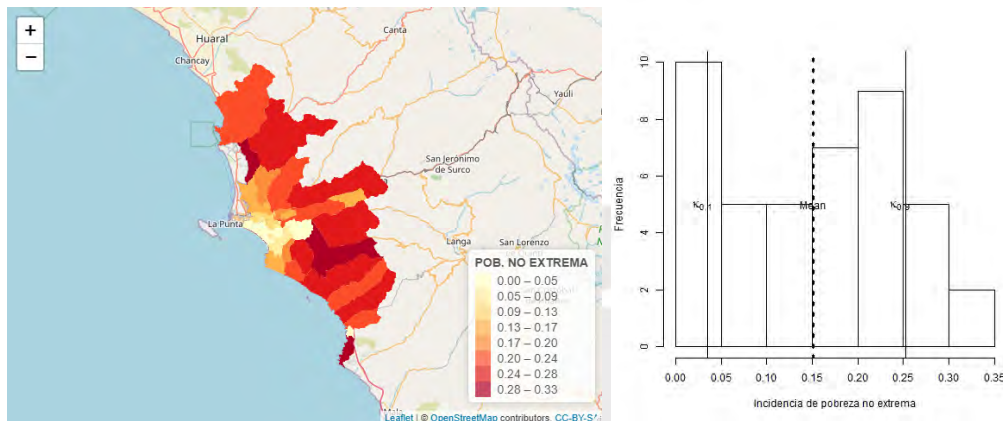 +
−
Huaral
Canta
Chancay
Yauli
San Jerónimo
de Surco
La Punta
Langa
San Lorenzo
POB. NO EXTREMA
0.00 – 0.05
0.05 – 0.09
0.09 – 0.13
0.13 – 0.17
0.17 – 0.20
0.20 – 0.24
0.24 – 0.28
0.28 – 0.33
Leaflet | © OpenStreetMap contributors, CC-BY-SA
Frecuencia
10
8
6
4
2
0
κ0.1
Mean
κ0.9
0.00 0.05 0.10 0.15 0.20 0.25 0.30 0.35
Incidencia de pobreza no extrema